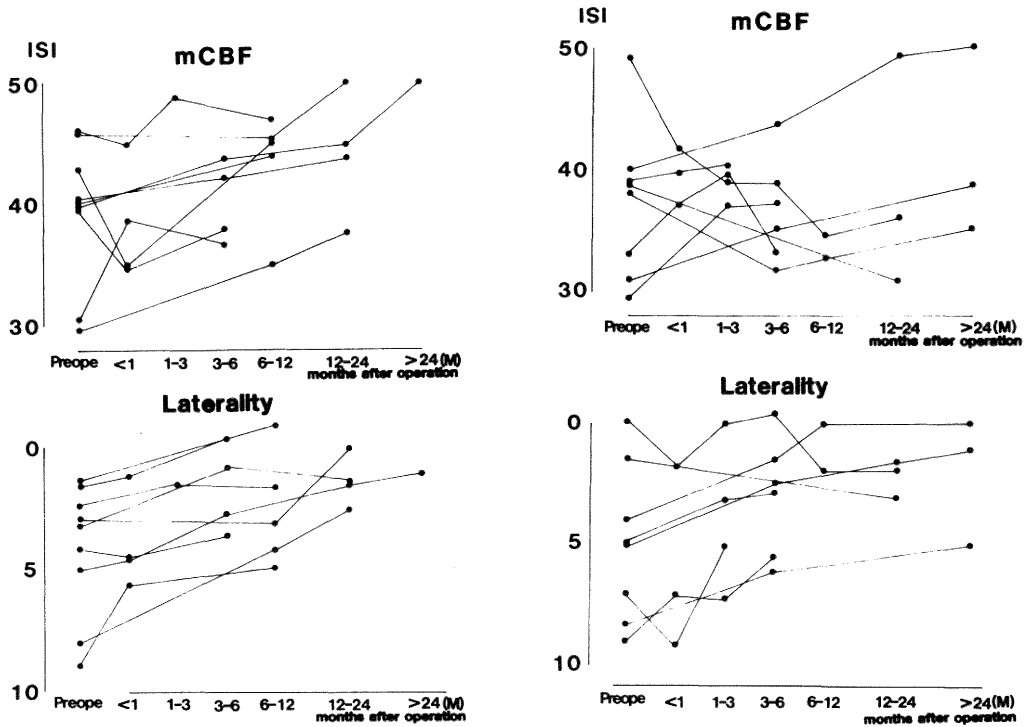 ISI
mCBF
50
40
30
Preope <1 1-3 3-6 6-12 12-24 >24(M)
months after operation
ISI
mCBF
50
40
30
Preope <1 1-3 3-6 6-12 12-24 >24(M)
months after operation
Laterality
0
5
10
Preope <1 1-3 3-6 6-12 12-24 >24(M)
months after operation
Laterality
0
5
10
Preope <1 1-3 3-6 6-12 12-24 >24(M)
months after operation